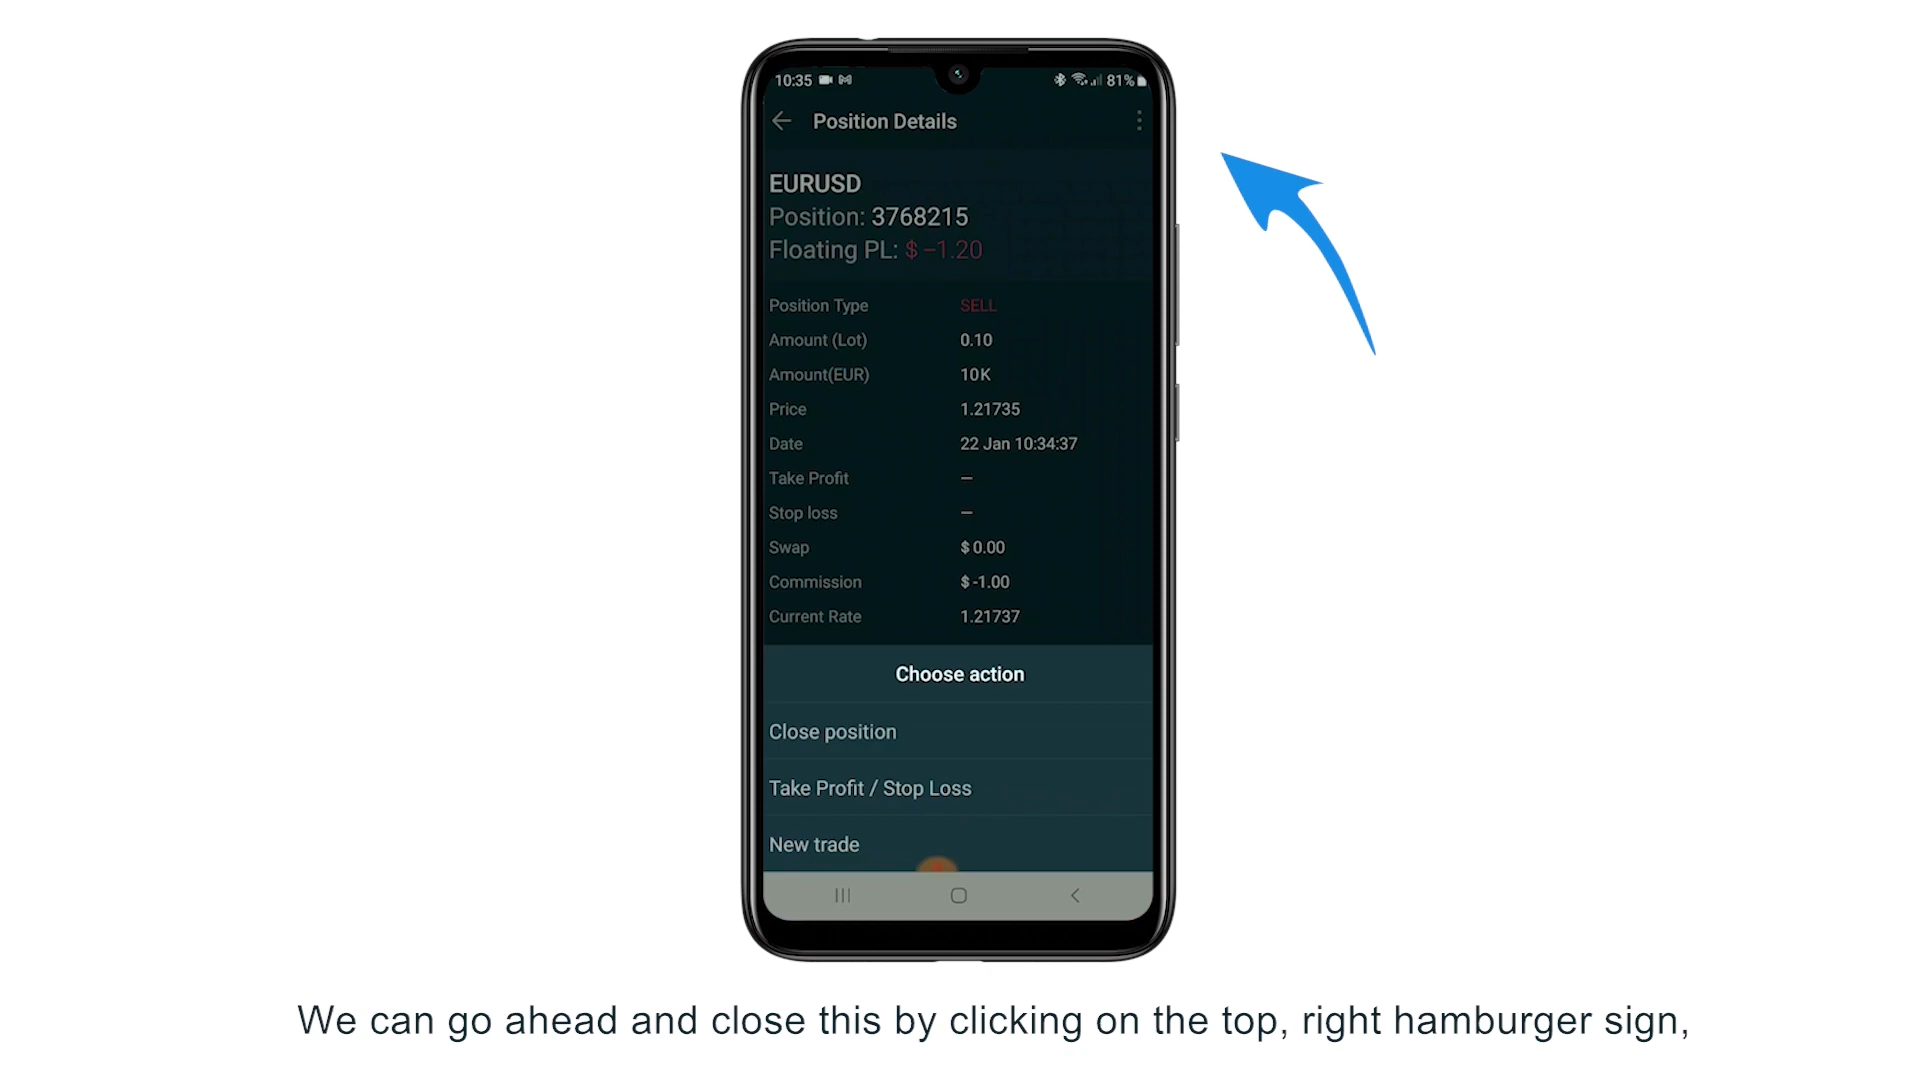 10:35 81%
Position Details
EURUSD
Position: 3768215
Floating PL: $ −1.20
Position Type SELL
Amount (Lot) 0.10
Amount(EUR) 10K
Price 1.21735
Date 22 Jan 10:34:37
Take Profit –
Stop loss –
Swap $ 0.00
Commission $ -1.00
Current Rate 1.21737
Choose action
Close position
Take Profit / Stop Loss
New trade
We can go ahead and close this by clicking on the top, right hamburger sign,